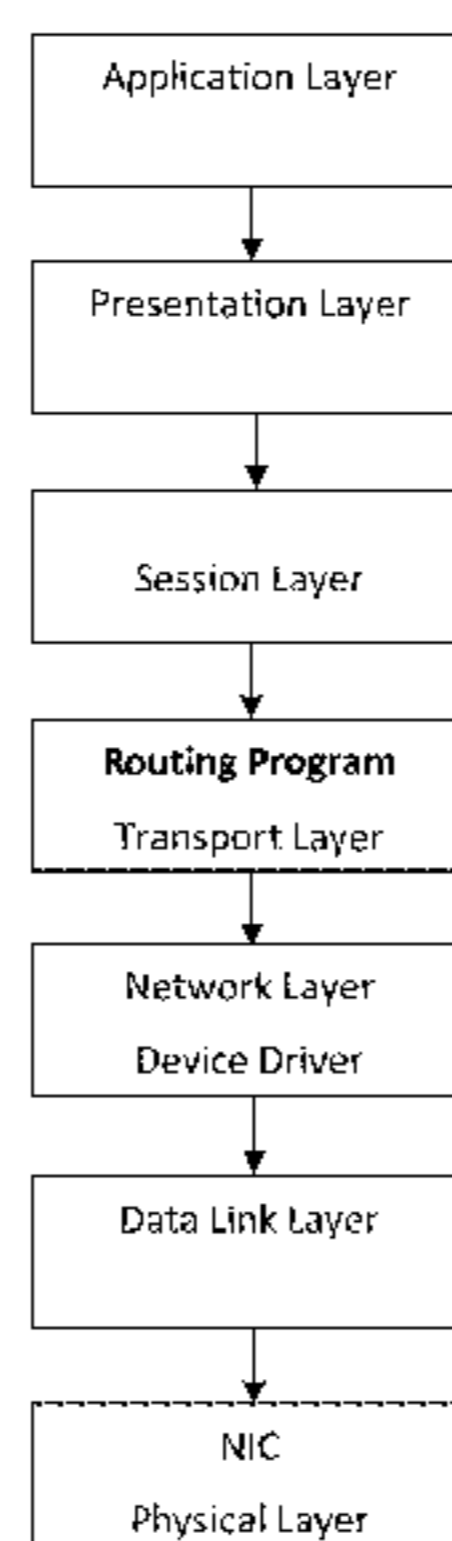 Application Layer
Presentation Layer
Session Layer
Routing Program
Transport Layer
Network Layer
Device Driver
Data Link Layer
NIC
Physical Layer